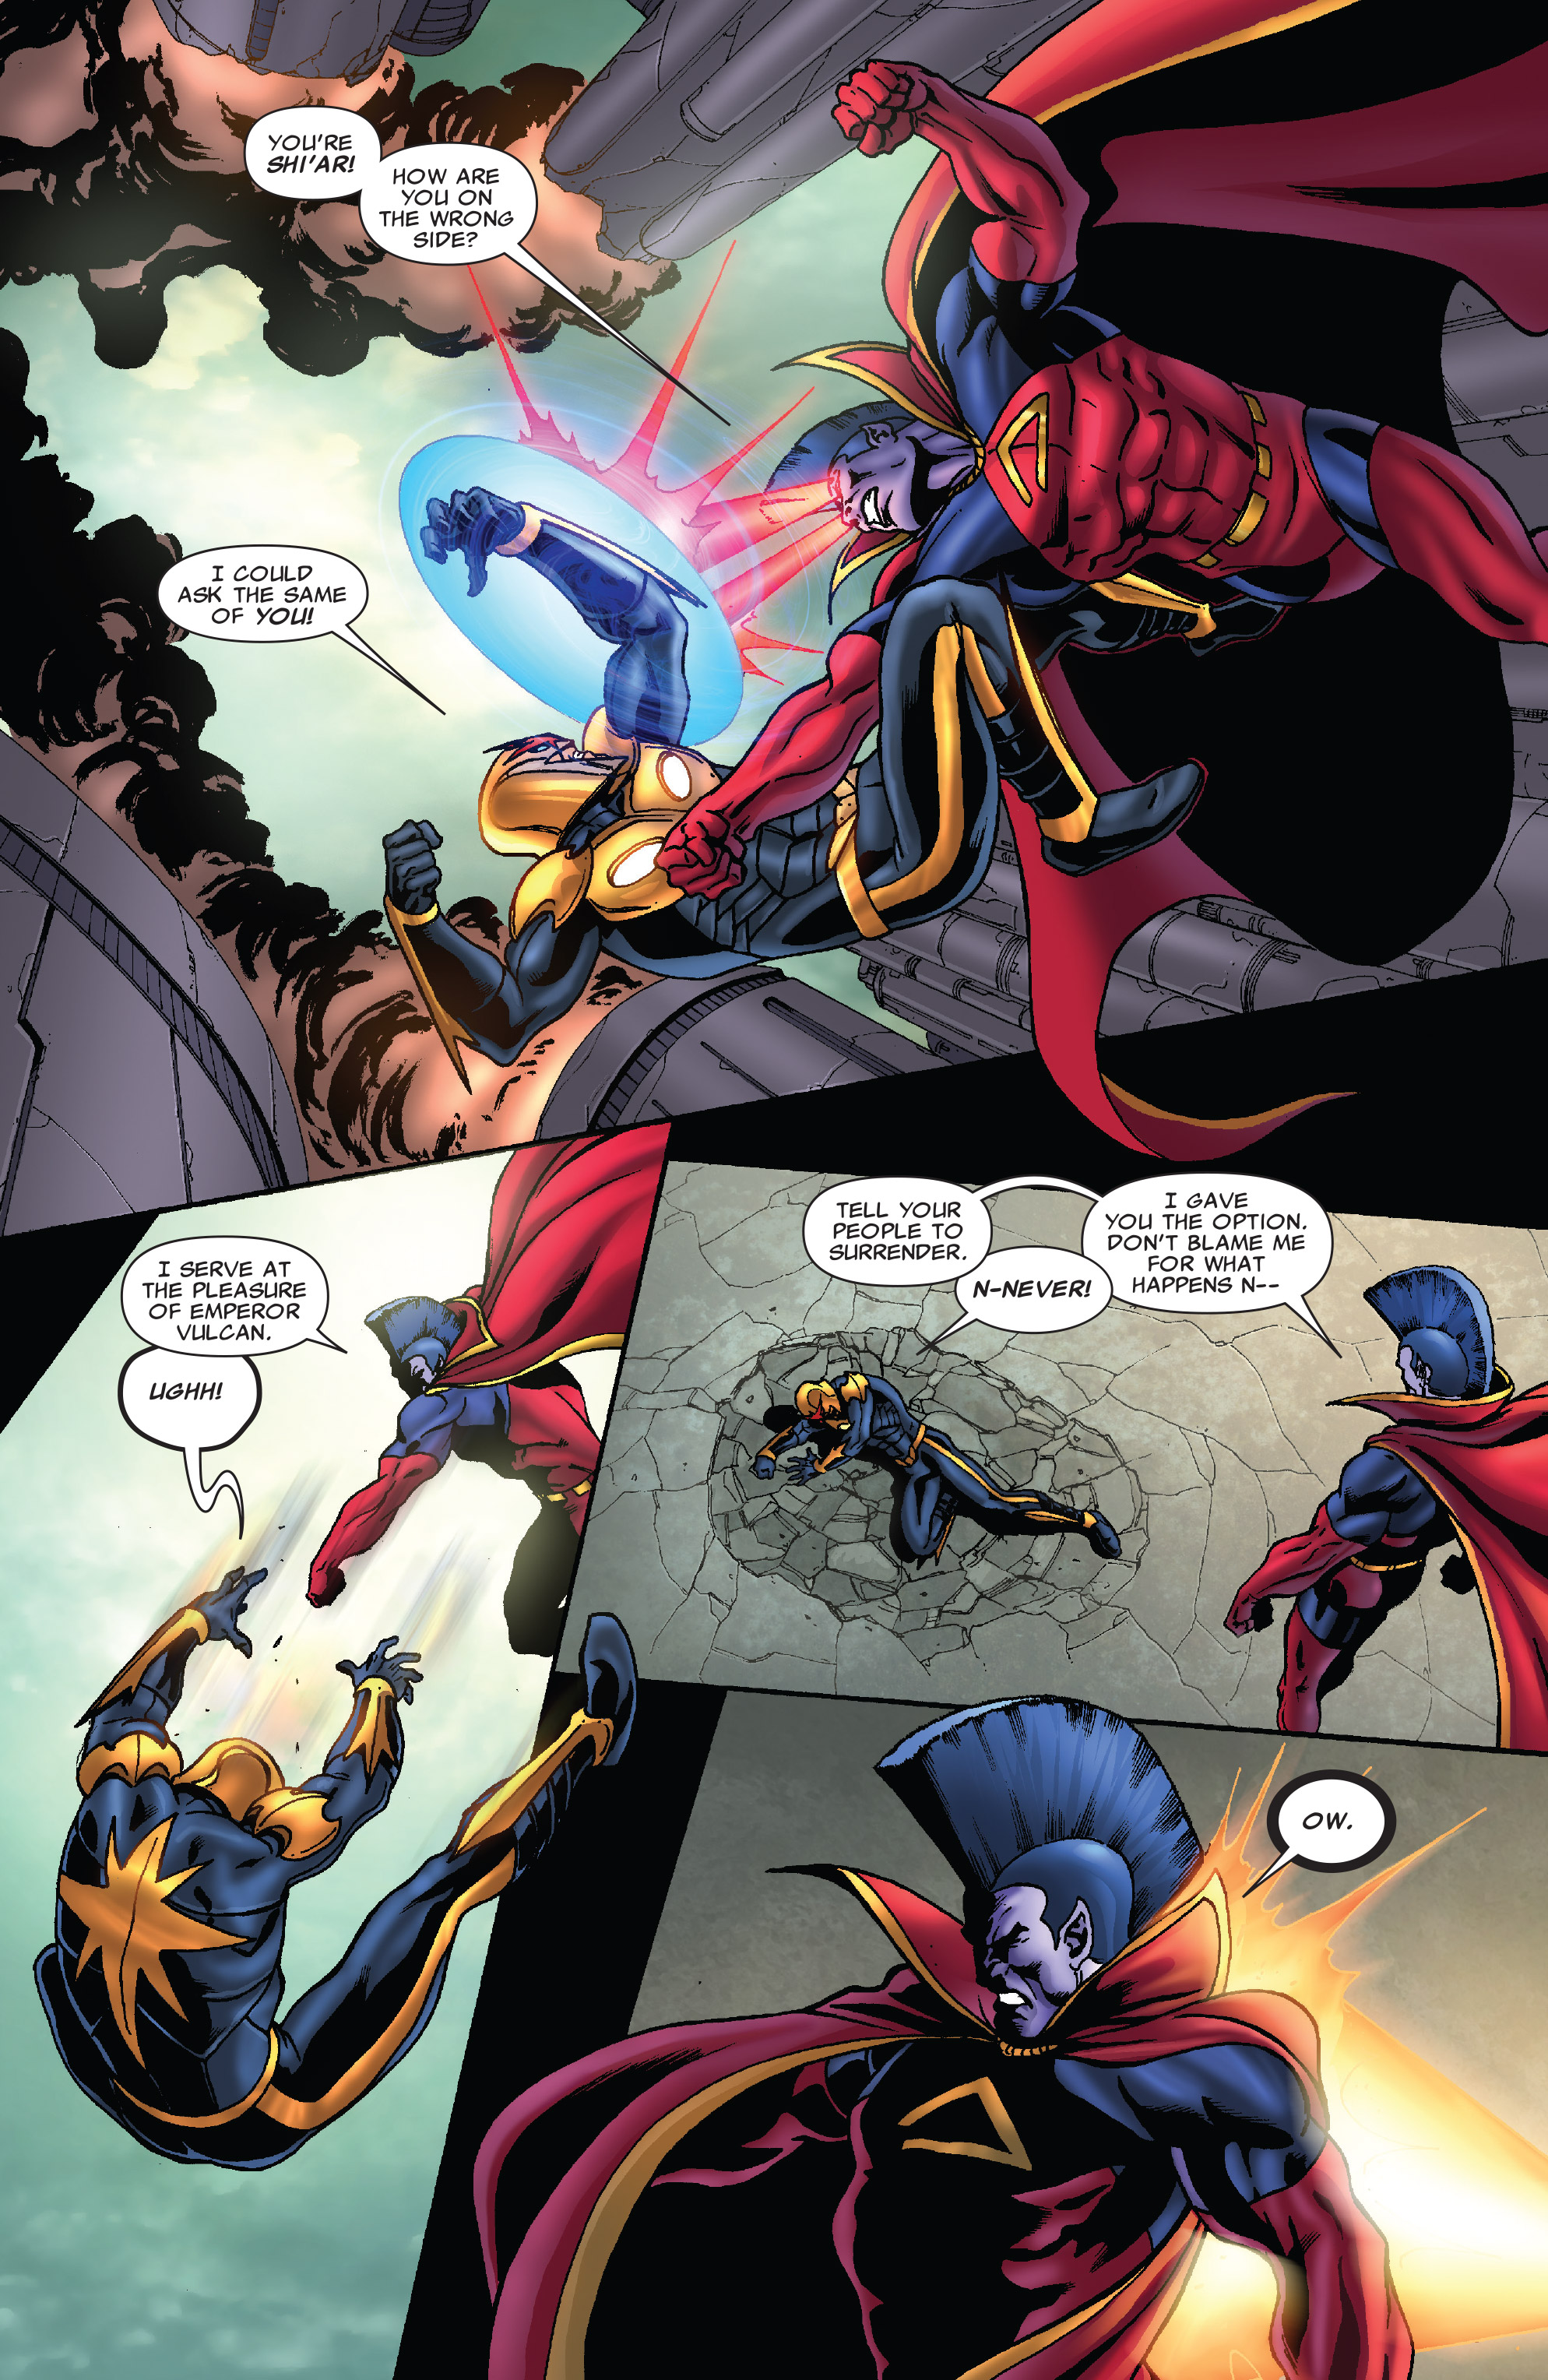 YOU'RE
SHI'AR!
HOW ARE
YOU ON
THE WRONG
SIDE?
I COULD
ASK THE SAME
OF YOU!
I SERVE AT
THE PLEASURE
OF EMPEROR
VULCAN.
UGHH!
TELL YOUR
PEOPLE TO
SURRENDER.
N-NEVER!
I GAVE
YOU THE OPTION.
DON'T BLAME ME
FOR WHAT
HAPPENS N--
OW.